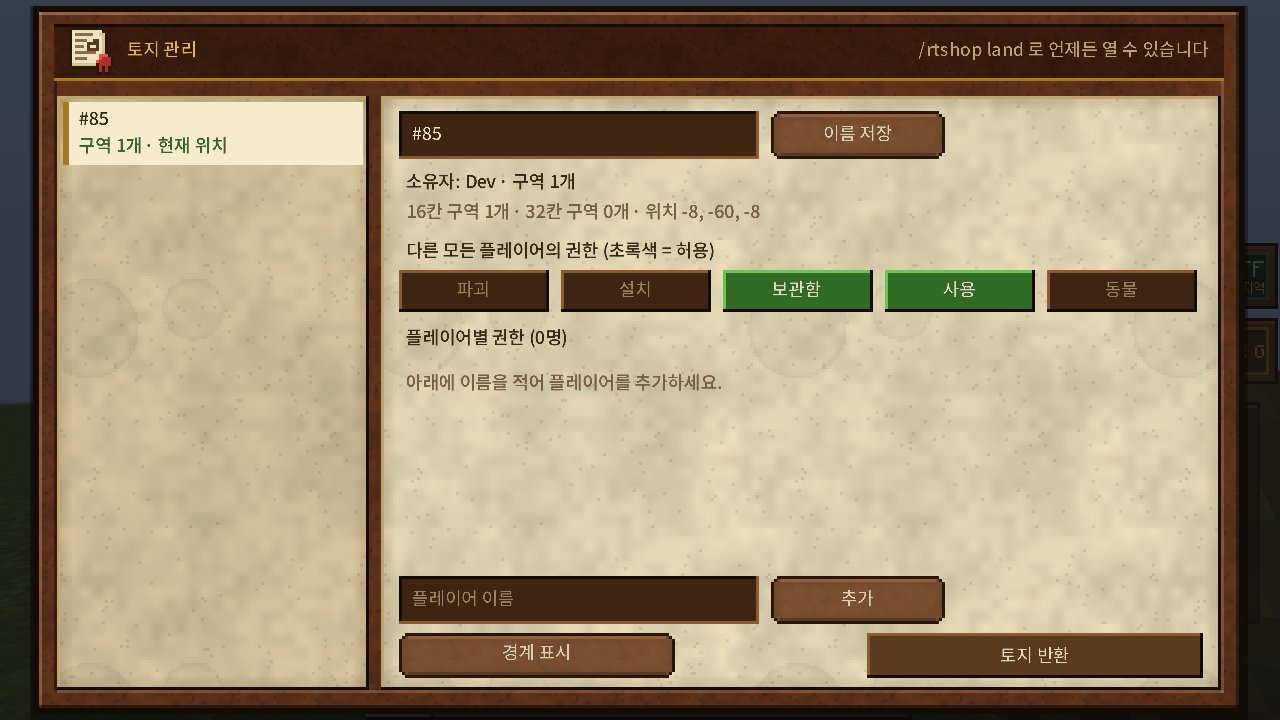 토지 관리
/rtshop land 로 언제든 열 수 있습니다
#85
구역 1개 · 현재 위치
#85
이름 저장
소유자: Dev · 구역 1개
16칸 구역 1개 · 32칸 구역 0개 · 위치 -8, -60, -8
다른 모든 플레이어의 권한 (초록색 = 허용)
파괴
설치
보관함
사용
동물
플레이어별 권한 (0명)
아래에 이름을 적어 플레이어를 추가하세요.
플레이어 이름
추가
경계 표시
토지 반환